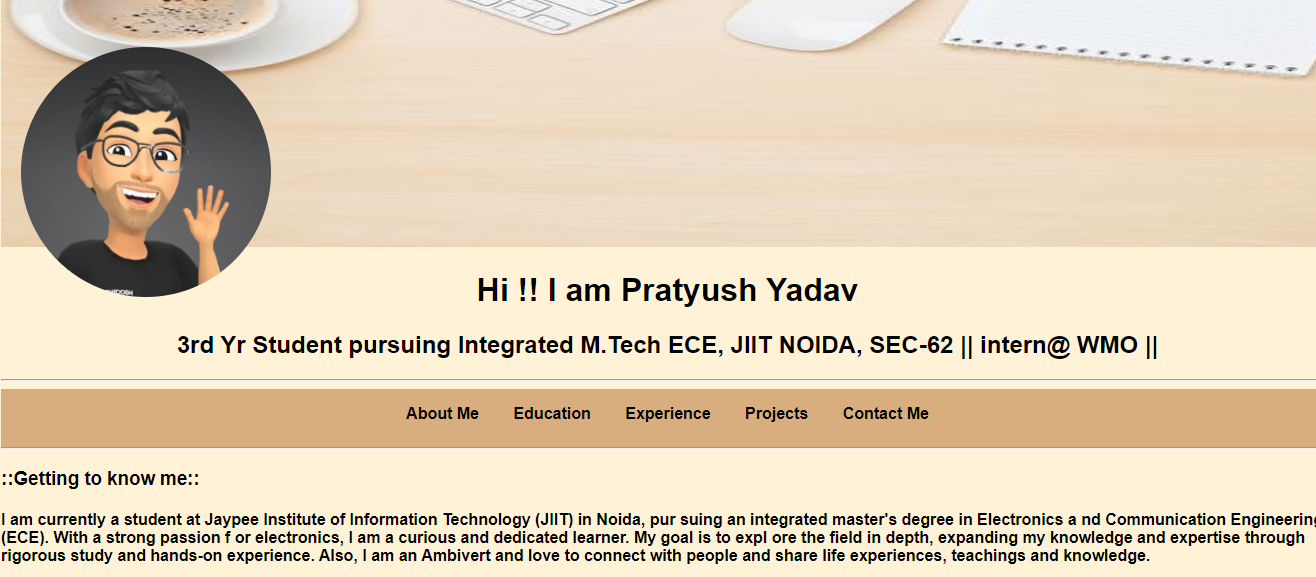 Hi !! I am Pratyush Yadav
3rd Yr Student pursuing Integrated M.Tech ECE, JIIT NOIDA, SEC-62 || intern@ WMO ||
About Me Education Experience Projects Contact Me
::Getting to know me::
I am currently a student at Jaypee Institute of Information Technology (JIIT) in Noida, pur suing an integrated master's degree in Electronics a nd Communication Engineering
(ECE). With a strong passion f or electronics, I am a curious and dedicated learner. My goal is to expl ore the field in depth, expanding my knowledge and expertise through
rigorous study and hands-on experience. Also, I am an Ambivert and love to connect with people and share life experiences, teachings and knowledge.